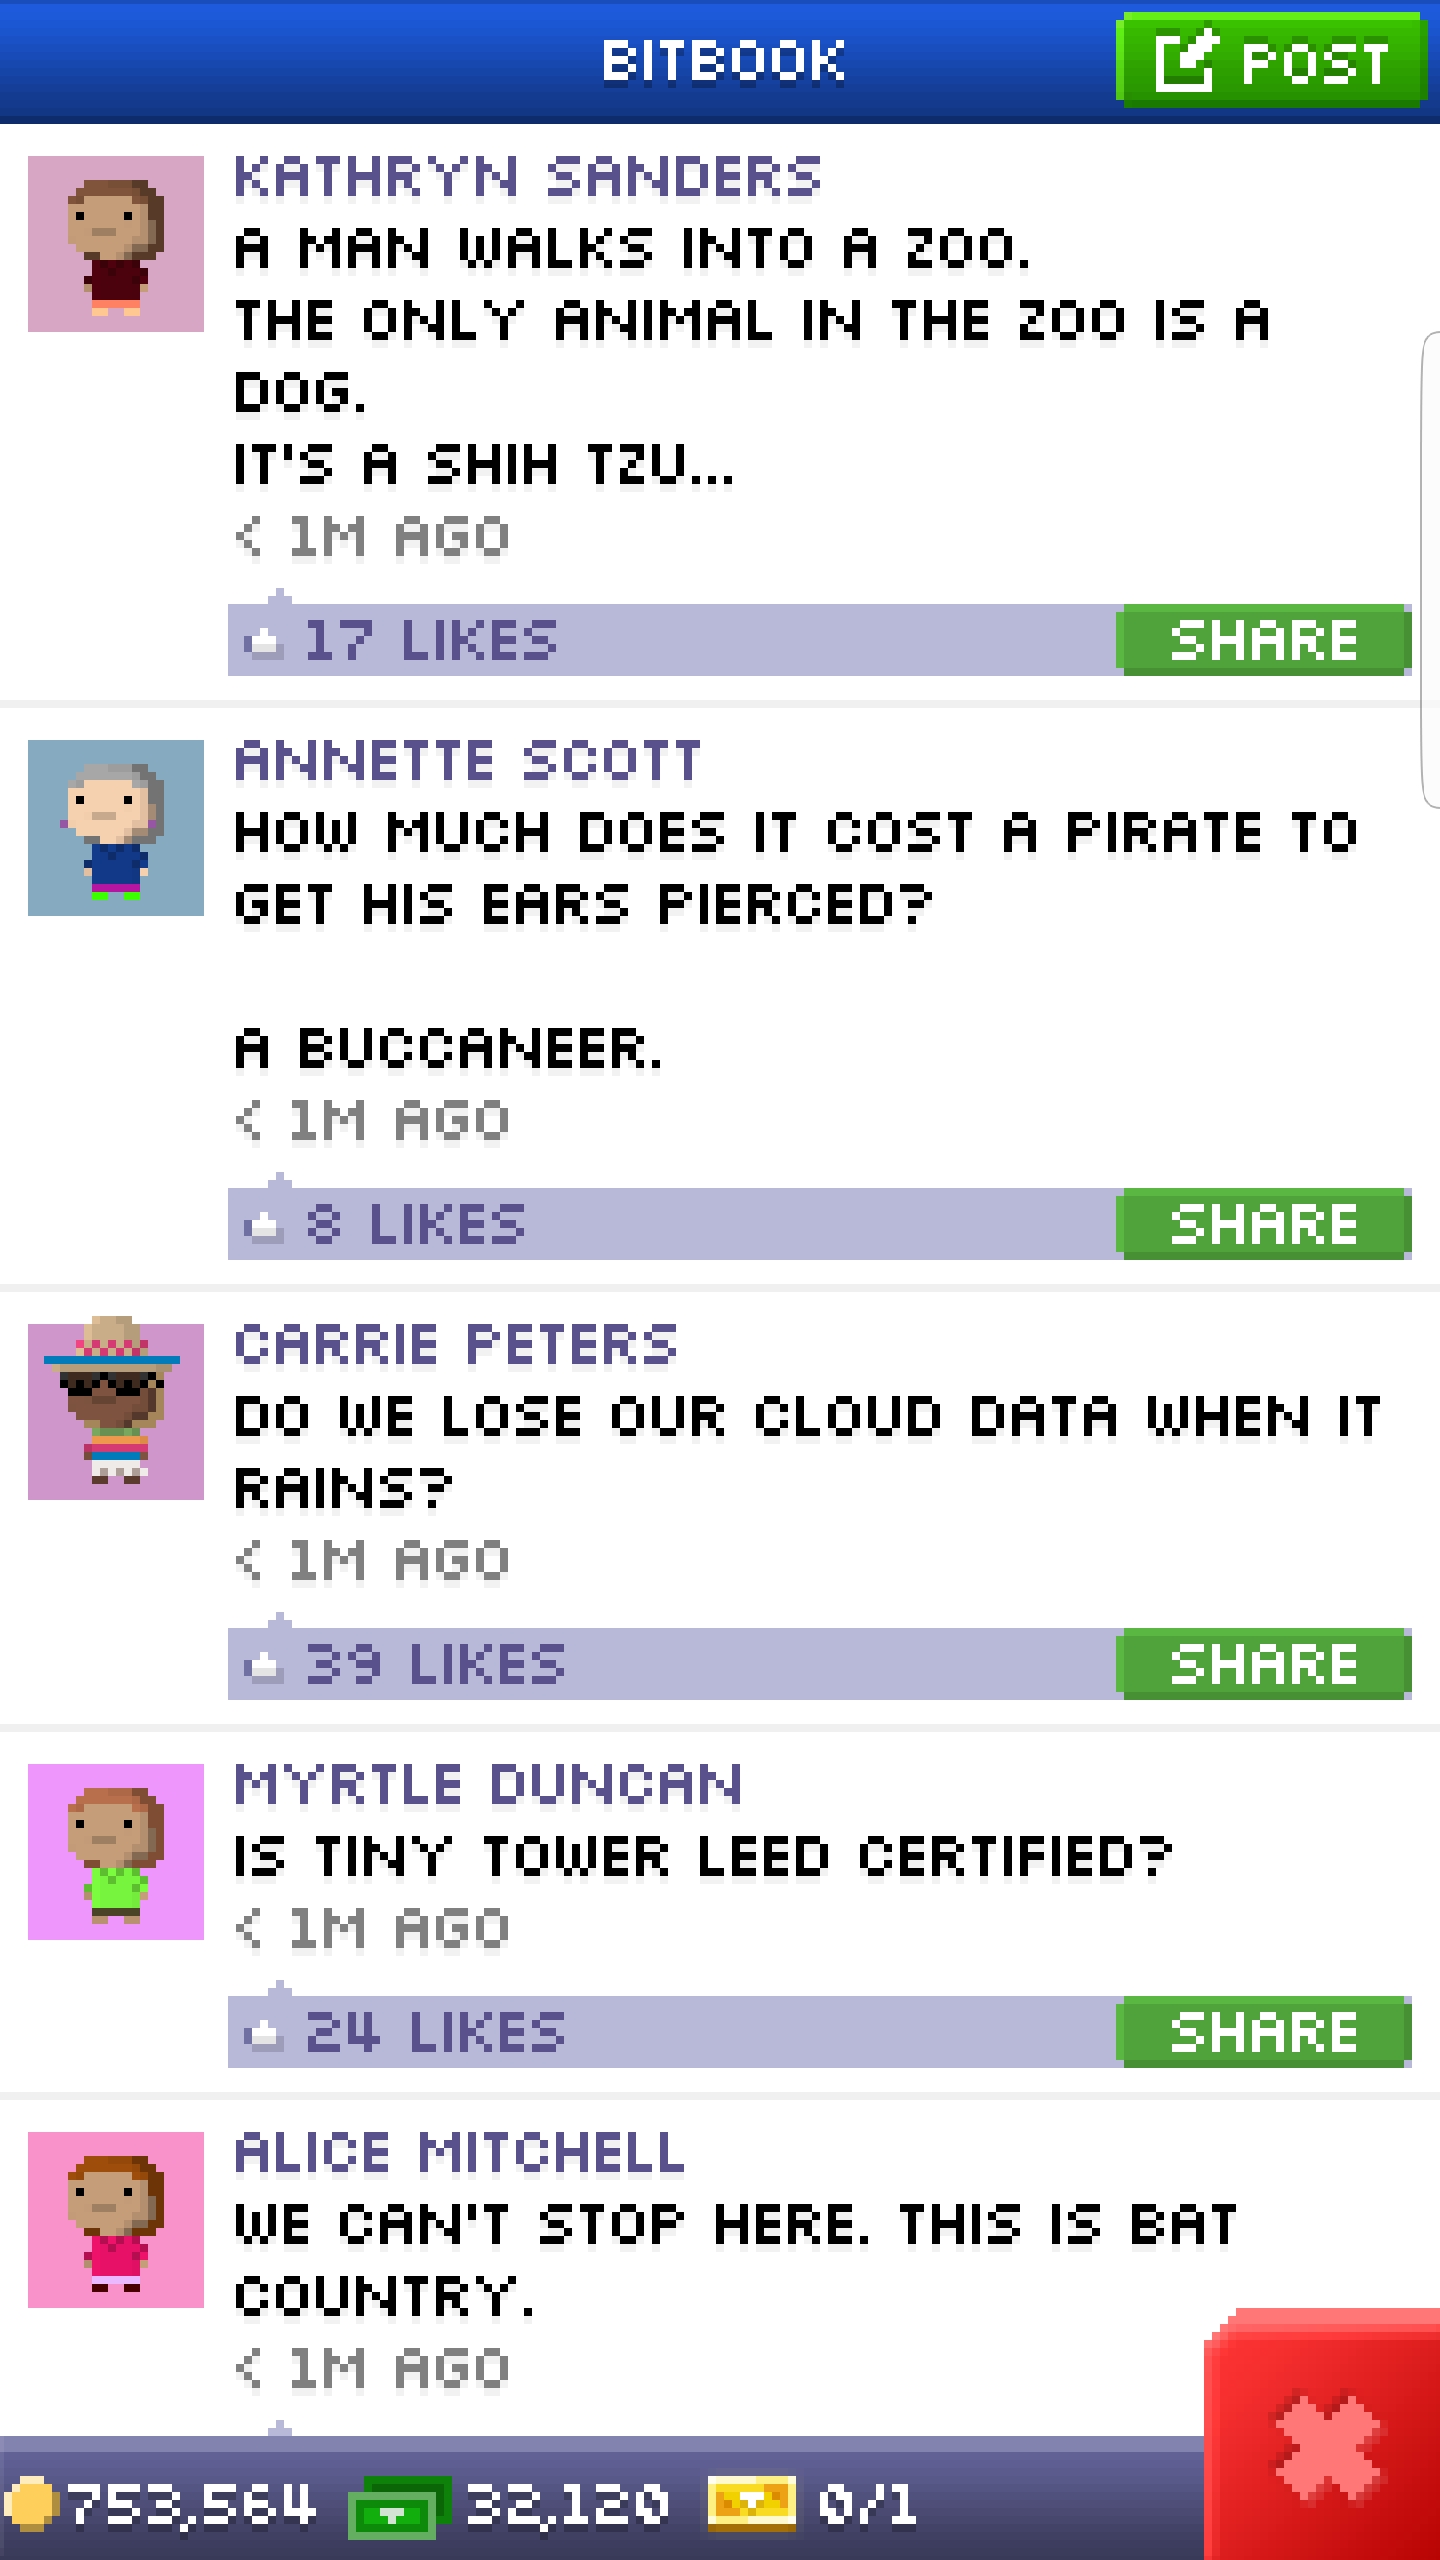 BITBOOK
POST
KATHRYN SANDERS
A MAN WALKS INTO A ZOO.
THE ONLY ANIMAL IN THE ZOO IS A
DOG.
IT'S A SHIH TZU...
< 1M AGO
17 LIKES
SHARE
ANNETTE SCOTT
HOW MUCH DOES IT COST A PIRATE TO
GET HIS EARS PIERCED?
A BUCCANEER.
< 1M AGO
8 LIKES
SHARE
CARRIE PETERS
DO WE LOSE OUR CLOUD DATA WHEN IT
RAINS?
< 1M AGO
39 LIKES
SHARE
MYRTLE DUNCAN
IS TINY TOWER LEED CERTIFIED?
< 1M AGO
24 LIKES
SHARE
ALICE MITCHELL
WE CAN'T STOP HERE. THIS IS BAT
COUNTRY.
< 1M AGO
753,564
32,120
0/1